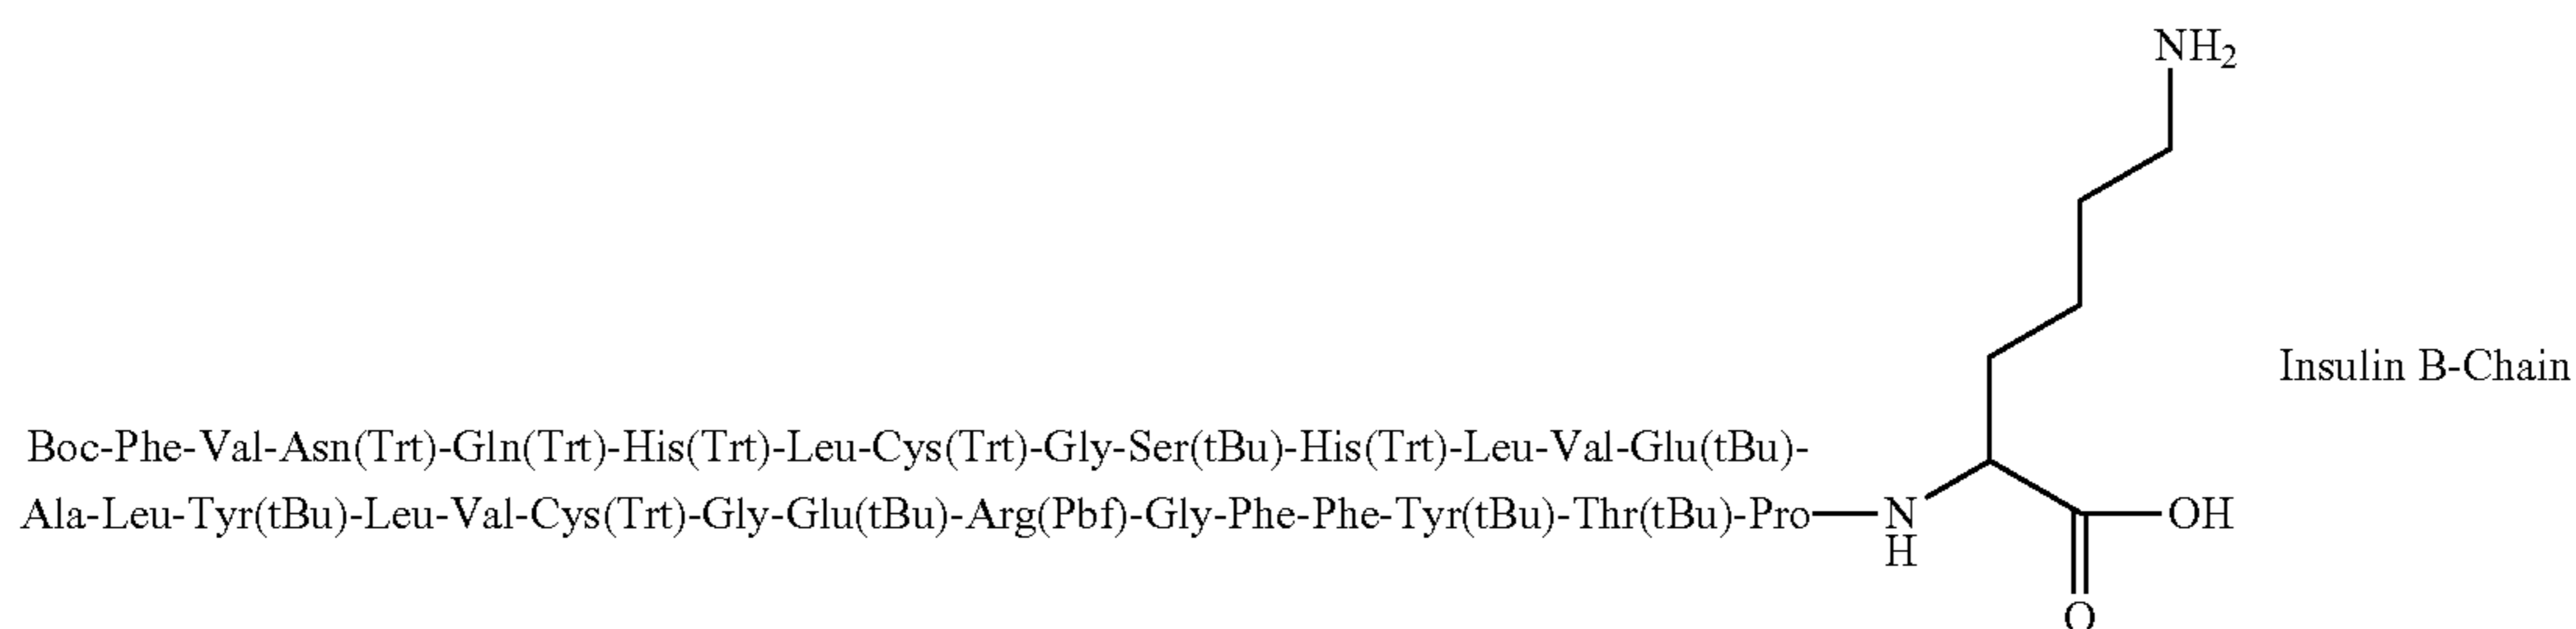 NH₂
Insulin B-Chain
Boc-Phe-Val-Asn(Trt)-Gln(Trt)-His(Trt)-Leu-Cys(Trt)-Gly-Ser(tBu)-His(Trt)-Leu-Val-Glu(tBu)-
Ala-Leu-Tyr(tBu)-Leu-Val-Cys(Trt)-Gly-Glu(tBu)-Arg(Pbf)-Gly-Phe-Phe-Tyr(tBu)-Thr(tBu)-Pro—N OH
H
O